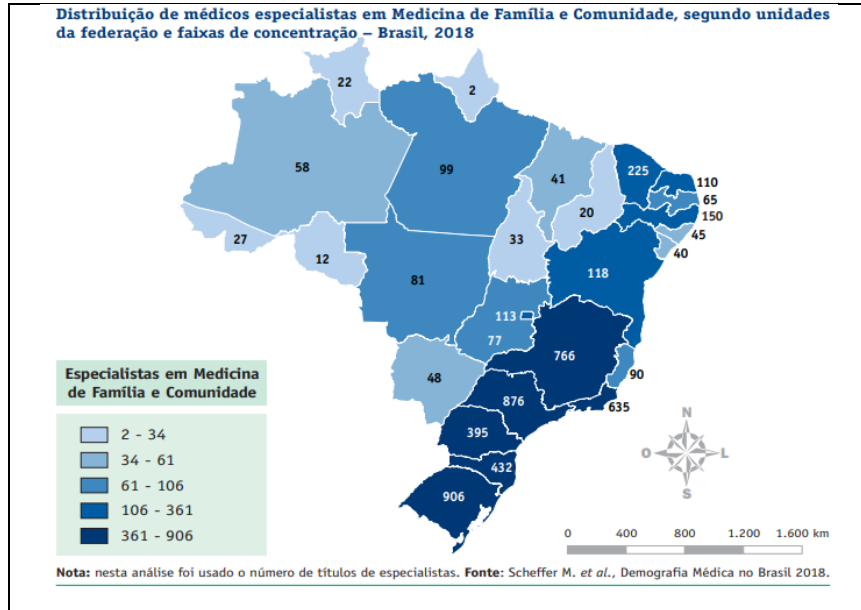 Distribuição de médicos especialistas em Medicina de Família e Comunidade, segundo unidades
da federação e faixas de concentração – Brasil, 2018
22
2
58
99
41
225
110
65
150
45
40
20
27
12
33
81
118
113
77
766
48
90
876
635
395
432
906
Especialistas em Medicina
de Família e Comunidade
2 - 34
34 - 61
61 - 106
106 - 361
361 - 906
N
O
L
S
0 400 800 1.200 1.600 km
Nota: nesta análise foi usado o número de títulos de especialistas. Fonte: Scheffer M. et al., Demografia Médica no Brasil 2018.